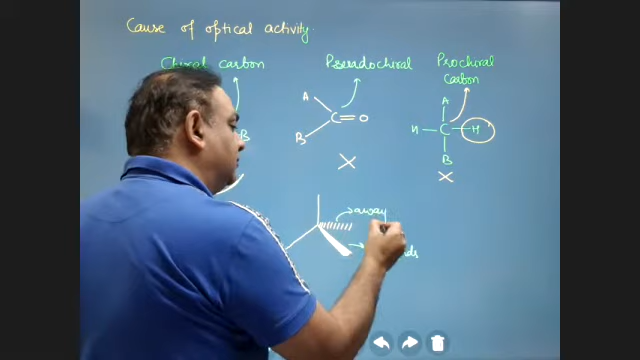 Cause of optical activity.
Chiral carbon
Pseudochiral
Prochiral
Carbon
A
C=O
B
B
A
H-C-H
B
away